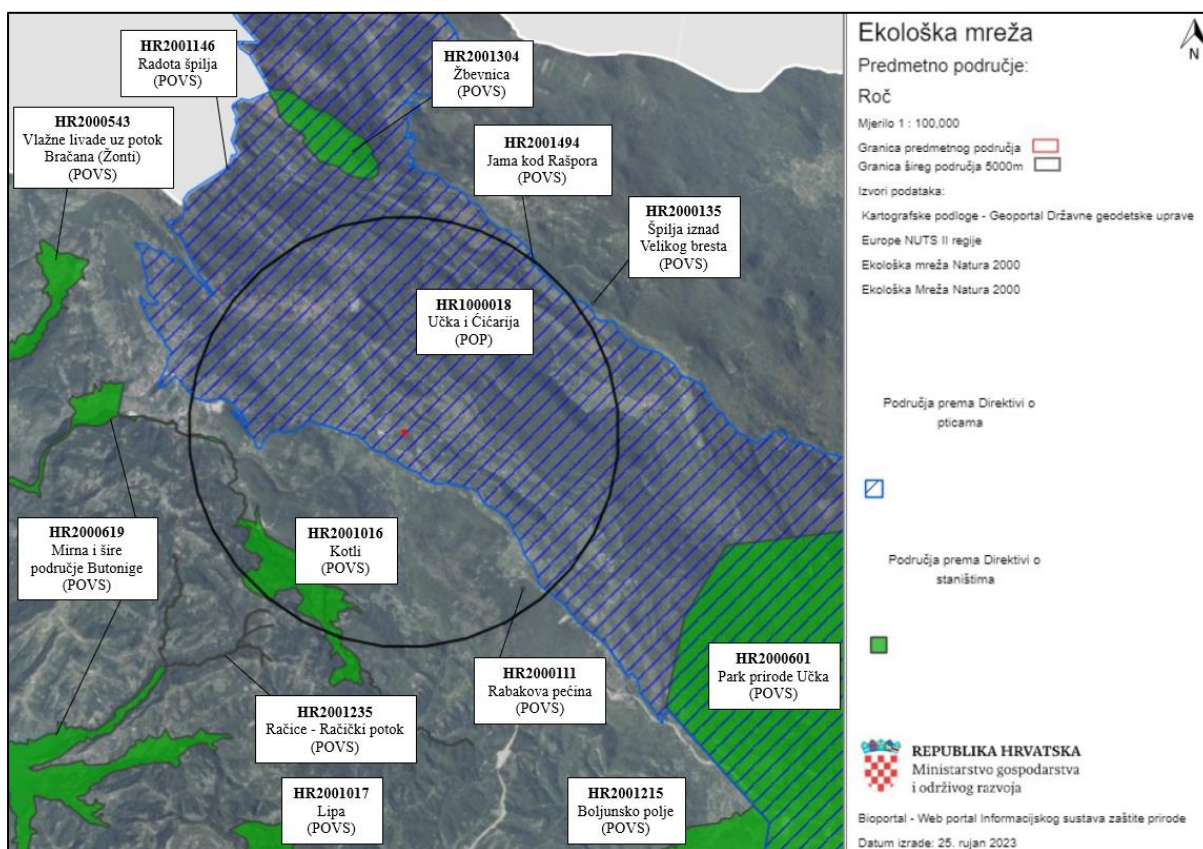 HR2001146
Radota špilja
(POVS)
HR2001304
Žbevnica
(POVS)
HR2000543
Vlažne livade uz potok
Bračana (Žonti)
(POVS)
HR2001494
Jama kod Rašpora
(POVS)
HR2000135
Špilja iznad
Velikog bresta
(POVS)
HR1000018
Učka i Ćićarija
(POP)
HR2000619
Mirna i šire
područje Butonige
(POVS)
HR2001016
Kotli
(POVS)
HR2000111
Rabakova pećina
(POVS)
HR2000601
Park prirode Učka
(POVS)
HR2001235
Račice - Račički potok
(POVS)
HR2001017
Lipa
(POVS)
HR2001215
Boljunsko polje
(POVS)
Ekološka mreža
N
Predmetno područje:
Roč
Mjerilo 1 : 100,000
Granica predmetnog područja
Granica šireg područja 5000m
Izvori podataka:
Kartografske podloge - Geoportal Državne geodetske uprave
Europe NUTS II regije
Ekološka mreža Natura 2000
Ekološka Mreža Natura 2000
Područja prema Direktivi o
pticama
Područja prema Direktivi o
staništima
REPUBLIKA HRVATSKA
Ministarstvo gospodarstva
i održivog razvoja
Bioportal - Web portal Informacijskog sustava zaštite prirode
Datum izrade: 25. rujan 2023